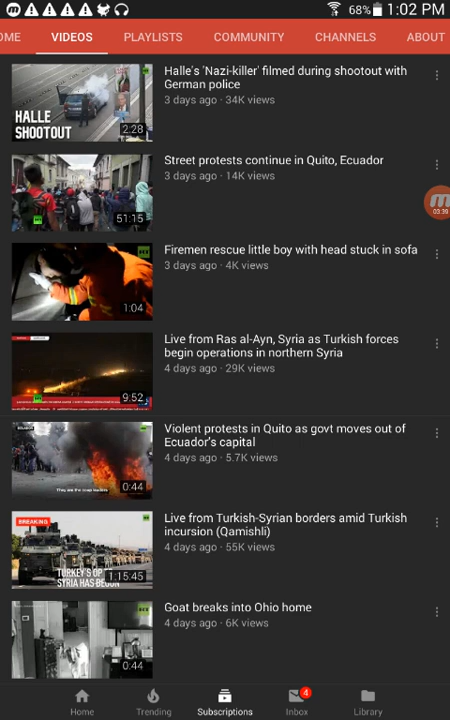 68% 1:02 PM
OME VIDEOS PLAYLISTS COMMUNITY CHANNELS ABOUT
Halle's 'Nazi-killer' filmed during shootout with
German police
3 days ago · 34K views
HALLE
SHOOTOUT
2:28
Street protests continue in Quito, Ecuador
3 days ago · 14K views
51:15
03:39
Firemen rescue little boy with head stuck in sofa
3 days ago · 4K views
1:04
Live from Ras al-Ayn, Syria as Turkish forces
begin operations in northern Syria
4 days ago · 29K views
9:52
Violent protests in Quito as govt moves out of
Ecuador's capital
4 days ago · 5.7K views
They are the coup leaders
0:44
BREAKING
Live from Turkish-Syrian borders amid Turkish
incursion (Qamishli)
4 days ago · 55K views
TURKEY'S OP
SYRIA HAS BEGUN
1:15:45
Goat breaks into Ohio home
4 days ago · 6K views
0:44
4
Home Trending Subscriptions Inbox Library